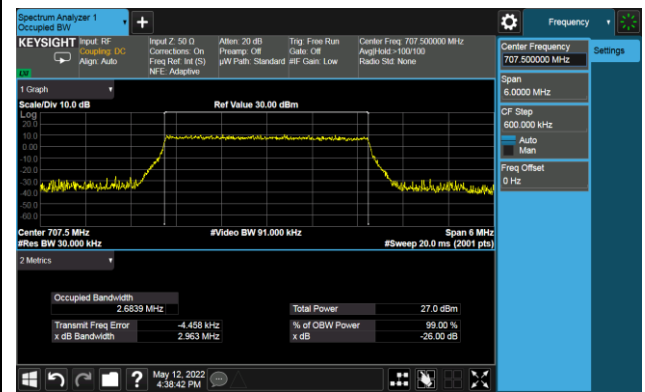 Spectrum Analyzer 1
Occupied BW
Frequency
KEYSIGHT
Input: RF
Coupling: DC
Align: Auto
Input Z: 50 Ω
Corrections: On
Freq Ref: Int (S)
NFE: Adaptive
Atten: 20 dB
Preamp: Off
µW Path: Standard
Trig: Free Run
Gate: Off
#IF Gain: Low
Center Freq: 707.500000 MHz
Avg|Hold:>100/100
Radio Std: None
Center Frequency
707.500000 MHz
Settings
Span
6.0000 MHz
CF Step
600.000 kHz
Auto
Man
Freq Offset
0 Hz
1 Graph
Scale/Div 10.0 dB
Ref Value 30.00 dBm
Log
20.0
10.0
0.00
-10.0
-20.0
-30.0
-40.0
-50.0
-60.0
Center 707.5 MHz
#Video BW 91.000 kHz
Span 6 MHz
#Res BW 30.000 kHz
#Sweep 20.0 ms (2001 pts)
2 Metrics
Occupied Bandwidth
2.6839 MHz
Total Power 27.0 dBm
Transmit Freq Error -4.458 kHz
% of OBW Power 99.00 %
x dB Bandwidth 2.963 MHz
x dB -26.00 dB
May 12, 2022
4:38:42 PM